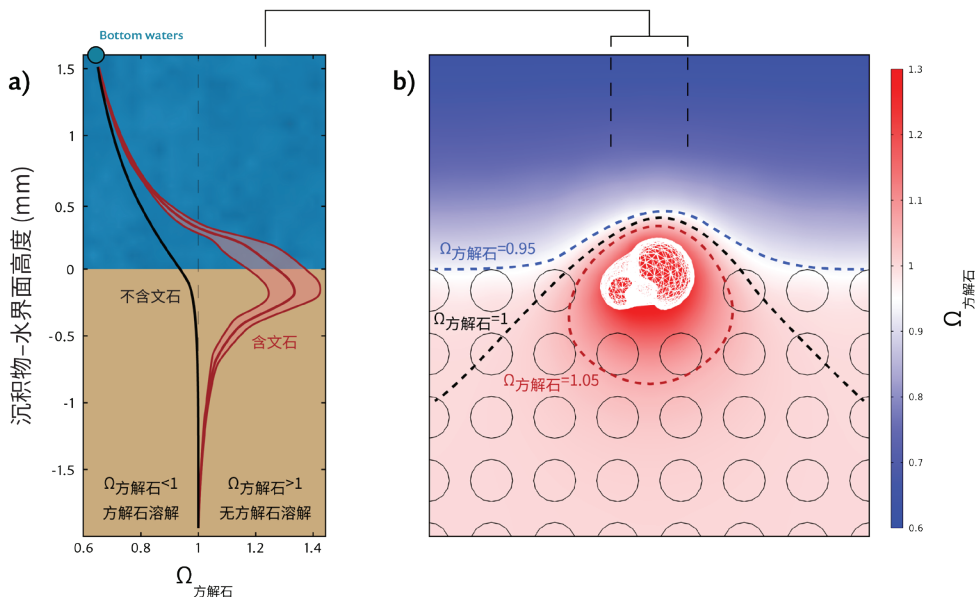 Bottom waters
a)
沉积物–水界面高度 (mm)
1.5
1
0.5
0
-0.5
-1
-1.5
不含文石
含文石
Ω方解石<1
方解石溶解
Ω方解石>1
无方解石溶解
0.6
0.8
1
1.2
1.4
Ω方解石
b)
Ω方解石=0.95
Ω方解石=1
Ω方解石=1.05
1.3
1.2
1.1
1
0.9
0.8
0.7
0.6
Ω方解石